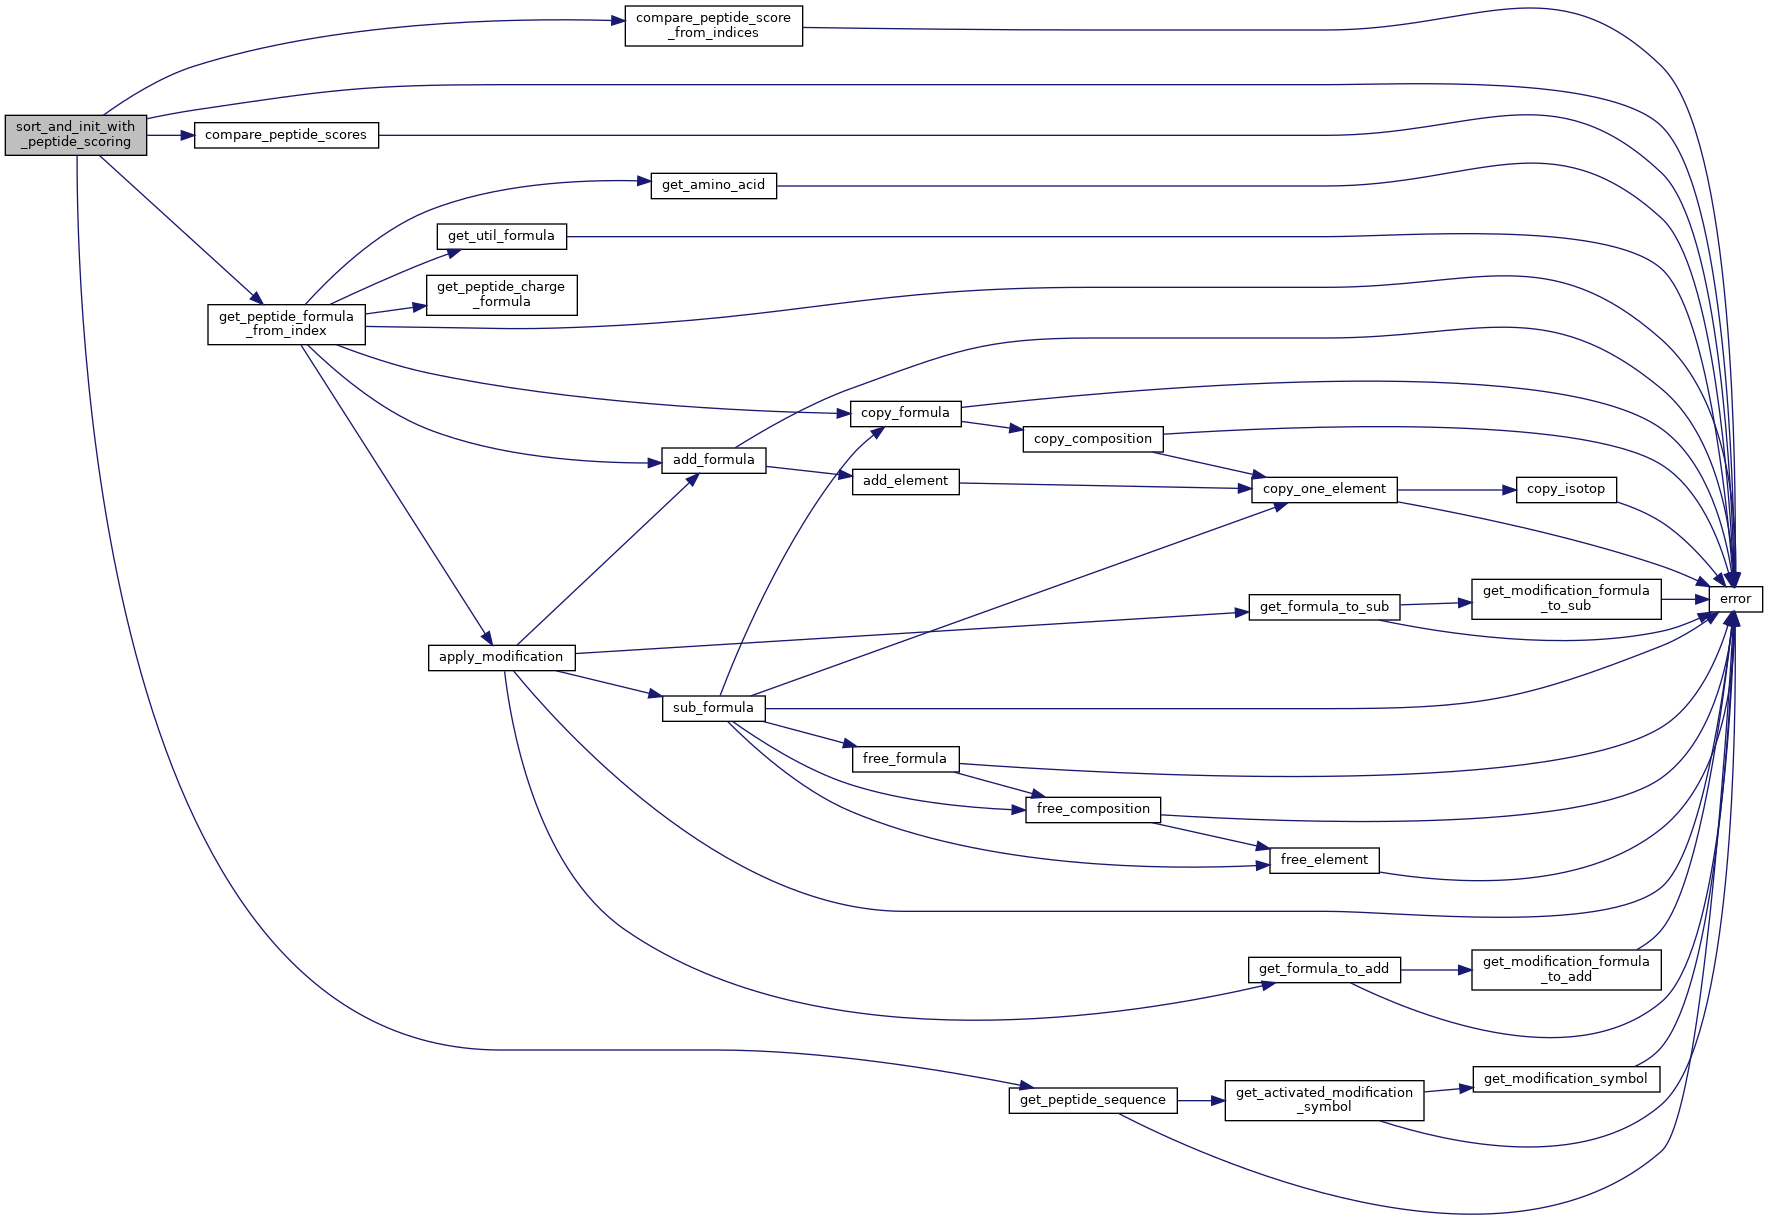 compare_peptide_score
_from_indices
sort_and_init_with
_peptide_scoring
compare_peptide_scores
get_amino_acid
get_util_formula
get_peptide_charge
_formula
get_peptide_formula
_from_index
copy_formula
copy_composition
add_formula
add_element
copy_one_element
copy_isotop
get_modification_formula
_to_sub
get_formula_to_sub
error
apply_modification
sub_formula
free_formula
free_composition
free_element
get_formula_to_add
get_modification_formula
_to_add
get_modification_symbol
get_peptide_sequence
get_activated_modification
_symbol